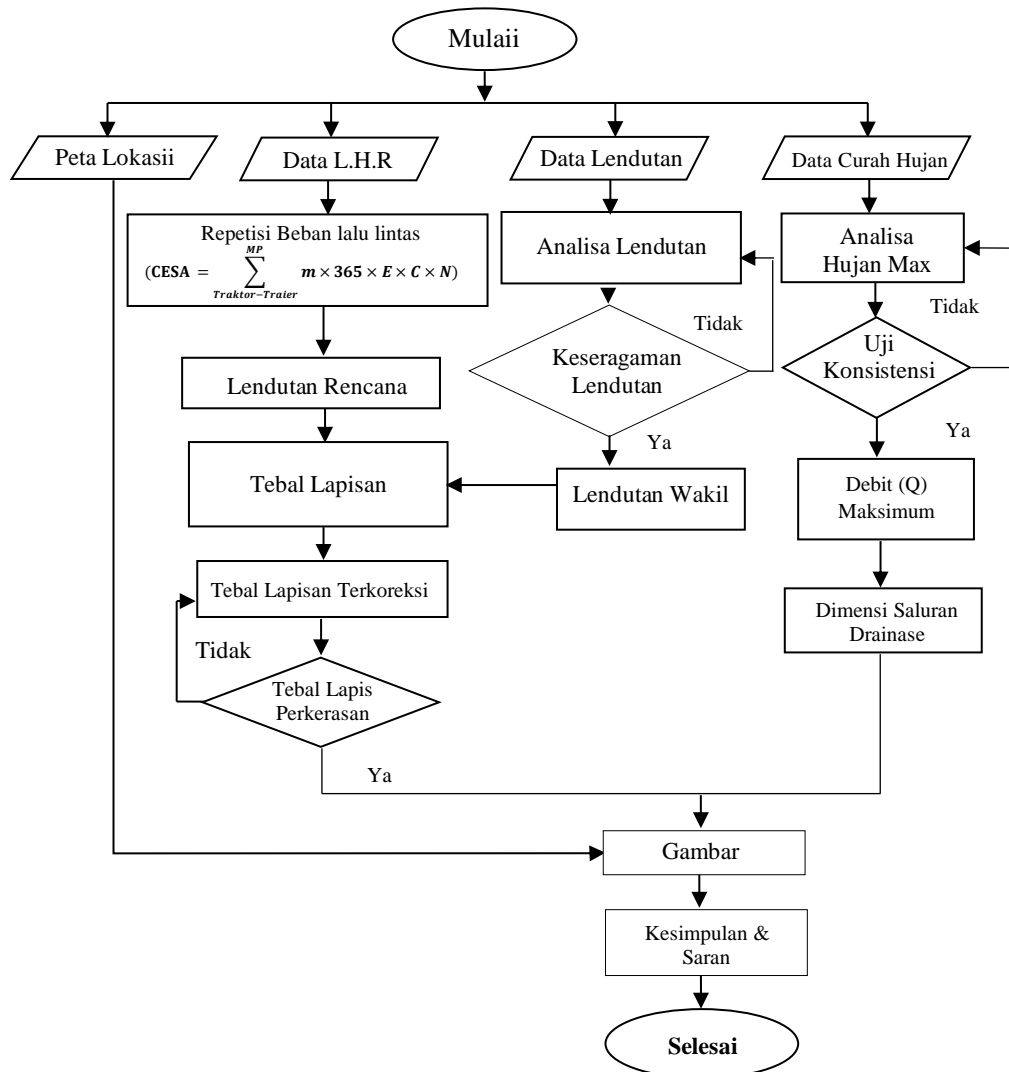 Mulaii
Peta Lokasii
Data L.H.R
Data Lendutan
Data Curah Hujan
Repetisi Beban lalu lintas
(CESA = ∑ MP Traktor−Traier m × 365 × E × C × N)
Analisa Lendutan
Analisa
Hujan Max
Tidak
Tidak
Keseragaman
Lendutan
Uji
Konsistensi
Lendutan Rencana
Ya
Ya
Tebal Lapisan
Lendutan Wakil
Debit (Q)
Maksimum
Tebal Lapisan Terkoreksi
Dimensi Saluran
Drainase
Tidak
Tebal Lapis
Perkerasan
Ya
Gambar
Kesimpulan &
Saran
Selesai